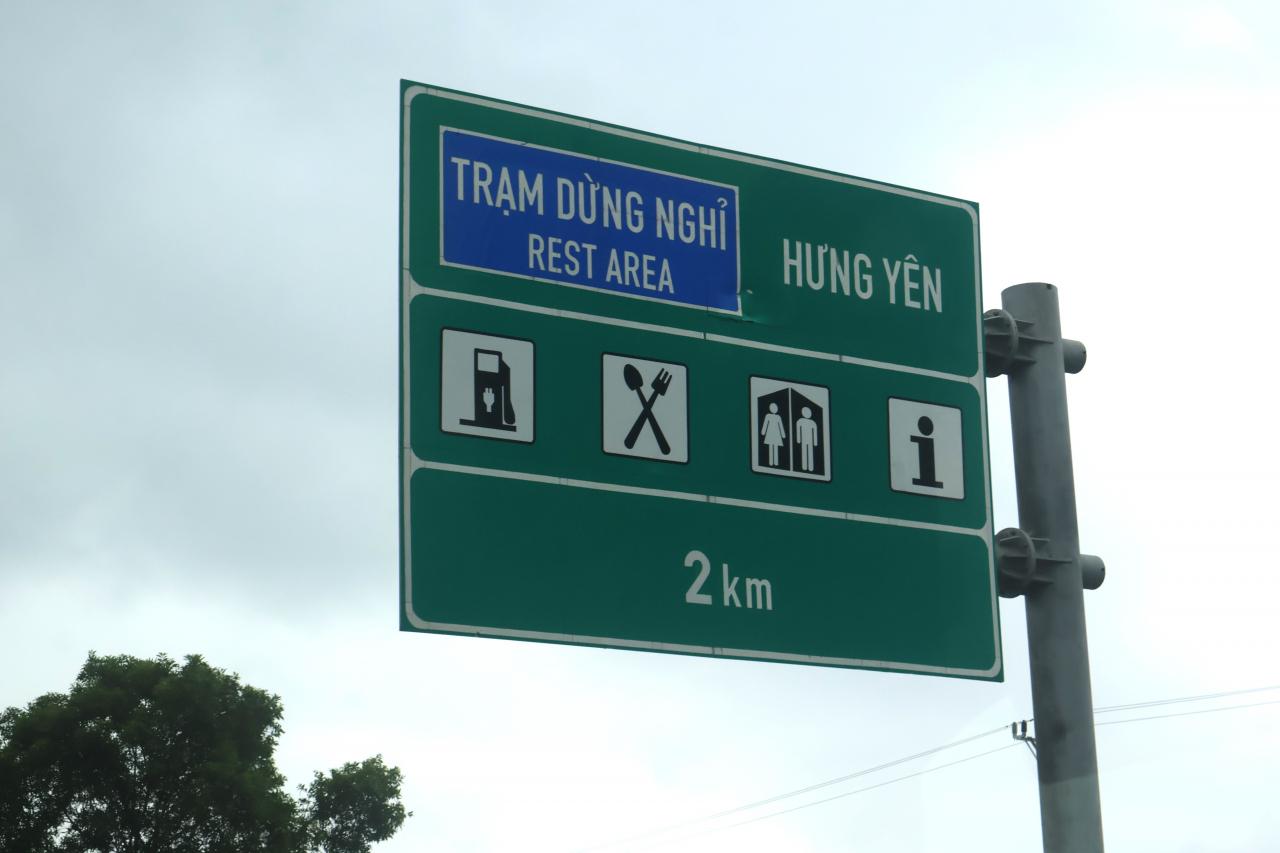 TRẠM DỪNG NGHỈ
REST AREA
HƯNG YÊN
i
2 km